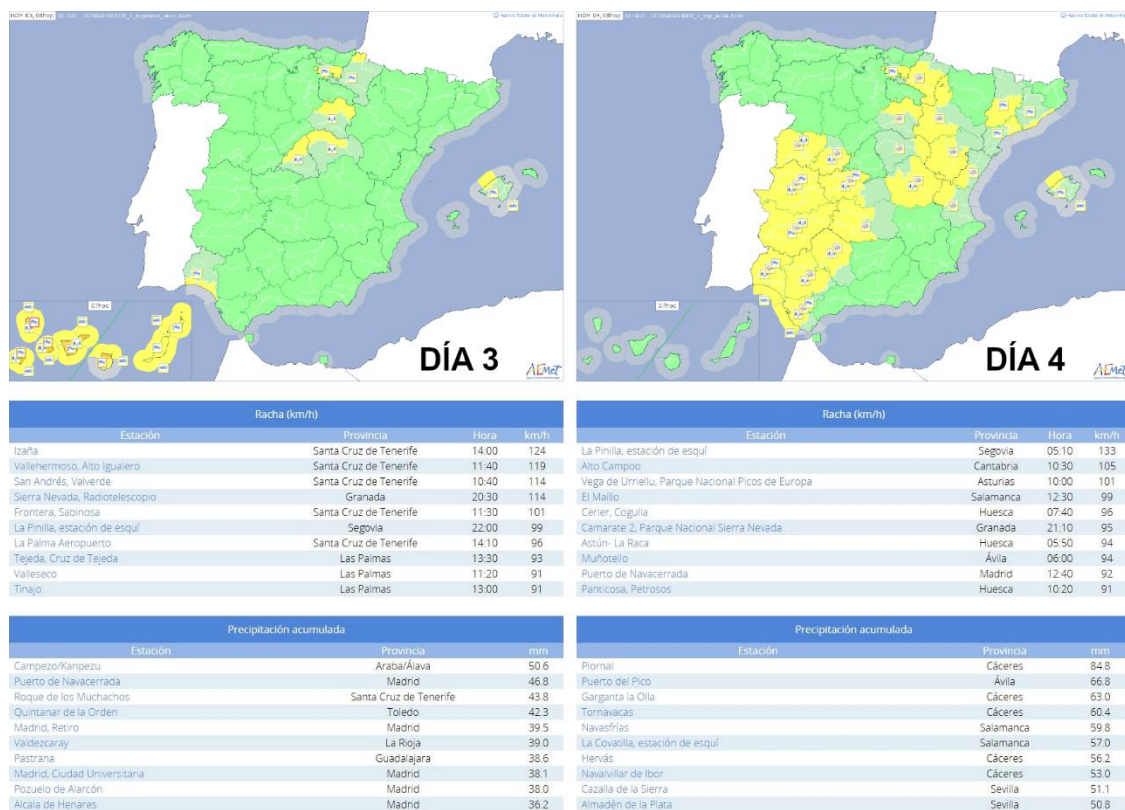 DÍA 3
AEMet
DÍA 4
AEMet
Racha (km/h)
Estación Provincia Hora km/h
Izaña Santa Cruz de Tenerife 14:00 124
Vallehermoso, Alto Igualero Santa Cruz de Tenerife 11:40 119
San Andrés, Valverde Santa Cruz de Tenerife 10:40 114
Sierra Nevada, Radiotelescopio Granada 20:30 114
Frontera, Sabinosa Santa Cruz de Tenerife 11:30 101
La Pinilla, estación de esquí Segovia 22:00 99
La Palma Aeropuerto Santa Cruz de Tenerife 14:10 96
Tejeda, Cruz de Tejeda Las Palmas 13:30 93
Valleseco Las Palmas 11:20 91
Tinajo Las Palmas 13:00 91
Racha (km/h)
Estación Provincia Hora km/h
La Pinilla, estación de esquí Segovia 05:10 133
Alto Campoo Cantabria 10:30 105
Vega de Urriellu, Parque Nacional Picos de Europa Asturias 10:00 101
El Maíllo Salamanca 12:30 99
Cerler, Cogulla Huesca 07:40 96
Camarate 2, Parque Nacional Sierra Nevada Granada 21:10 95
Astún- La Raca Huesca 05:50 94
Muñotello Ávila 06:00 94
Puerto de Navacerrada Madrid 12:40 92
Panticosa, Petrosos Huesca 10:20 91
Precipitación acumulada
Estación Provincia mm
Campezo/Kanpezu Araba/Álava 50.6
Puerto de Navacerrada Madrid 46.8
Roque de los Muchachos Santa Cruz de Tenerife 43.8
Quintanar de la Orden Toledo 42.3
Madrid, Retiro Madrid 39.5
Valdezcaray La Rioja 39.0
Pastrana Guadalajara 38.6
Madrid, Ciudad Universitaria Madrid 38.1
Pozuelo de Alarcón Madrid 38.0
Alcala de Henares Madrid 36.2
Precipitación acumulada
Estación Provincia mm
Piornal Cáceres 84.8
Puerto del Pico Ávila 66.8
Garganta la Olla Cáceres 63.0
Tornavacas Cáceres 60.4
Navasfrías Salamanca 59.8
La Covatilla, estación de esquí Salamanca 57.0
Hervás Cáceres 56.2
Navalvillar de Ibor Cáceres 53.0
Cazalla de la Sierra Sevilla 51.1
Almadén de la Plata Sevilla 50.8